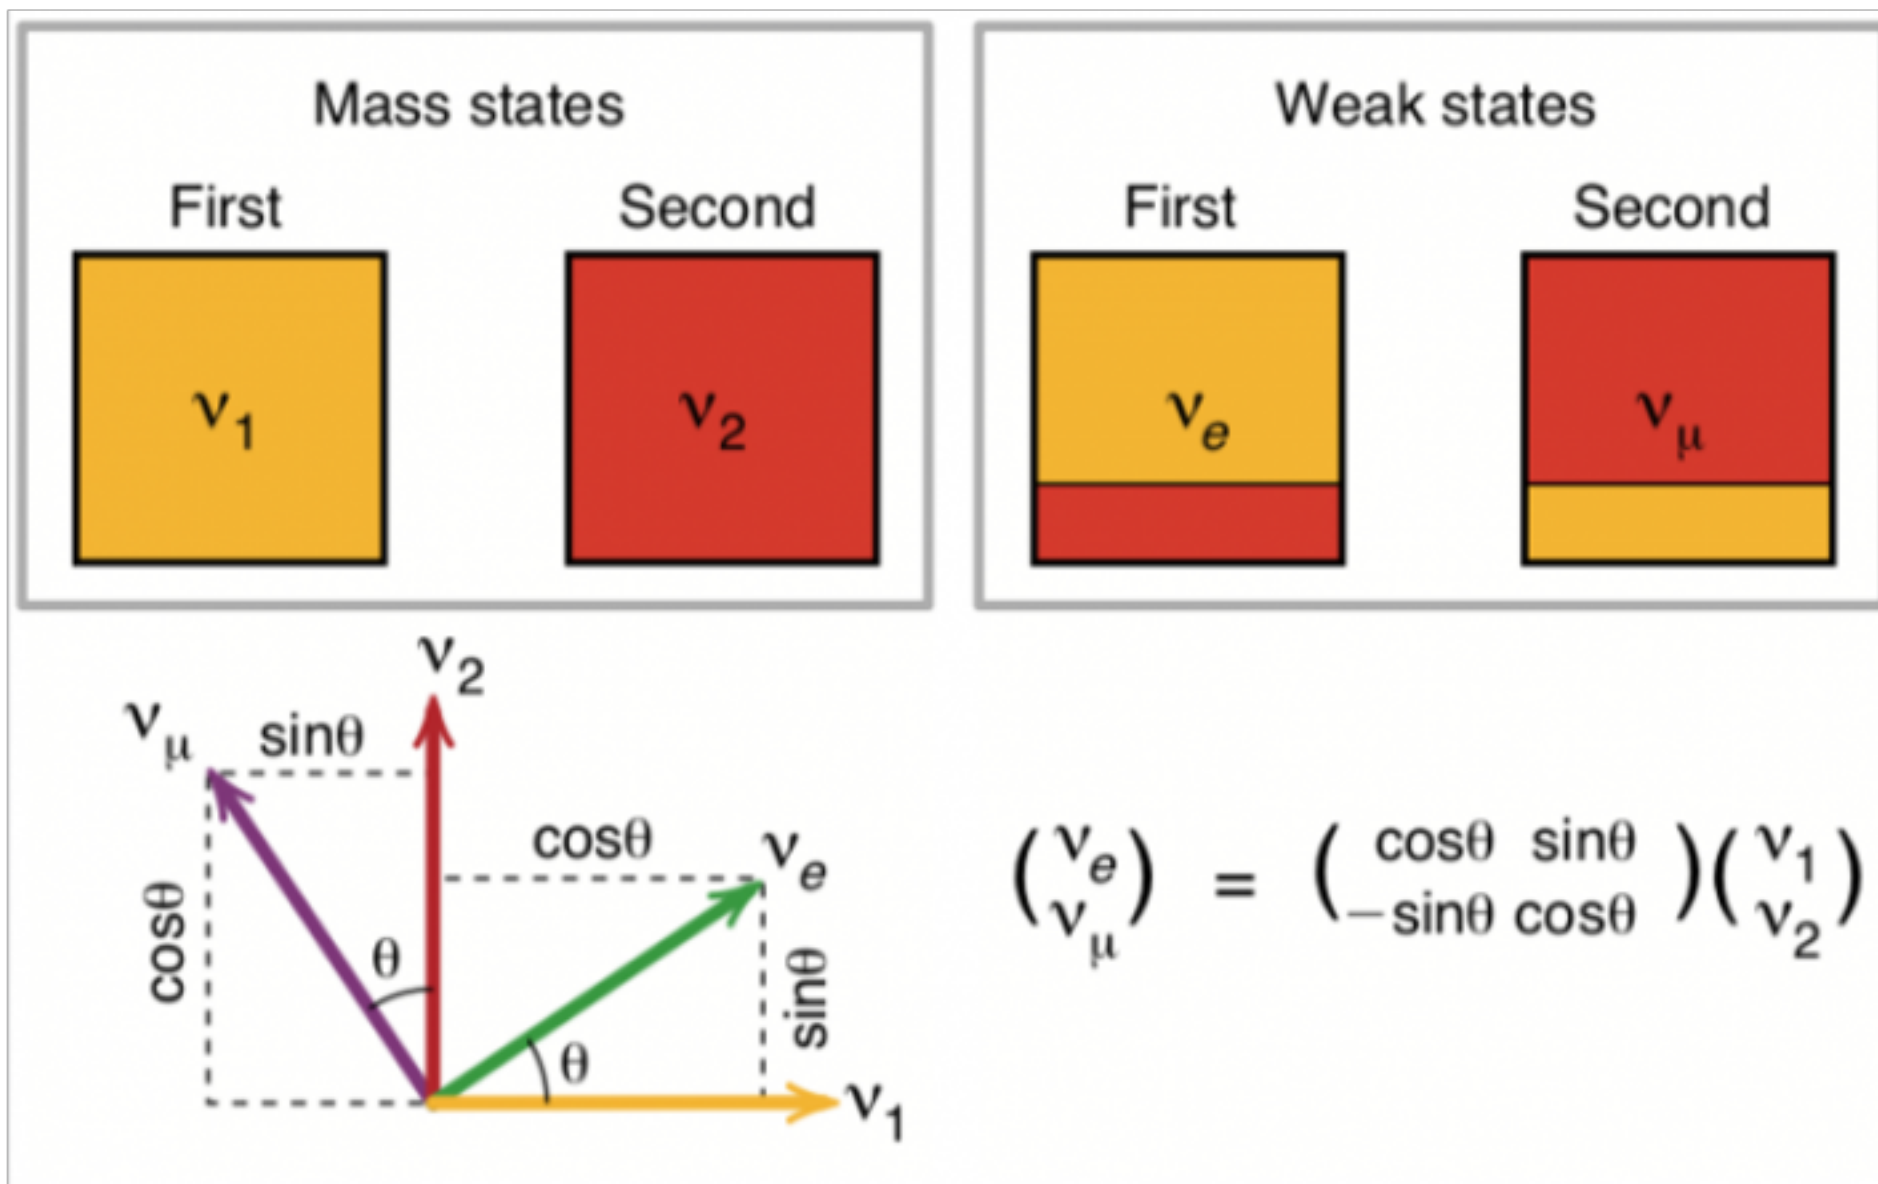 Mass states
First Second
ν1 ν2
Weak states
First Second
νe νμ
ν2
νμ
sinθ
cosθ
νe
cosθ
θ
θ
sinθ
ν1
(νe νμ) = (cosθ sinθ −sinθ cosθ)(ν1 ν2)